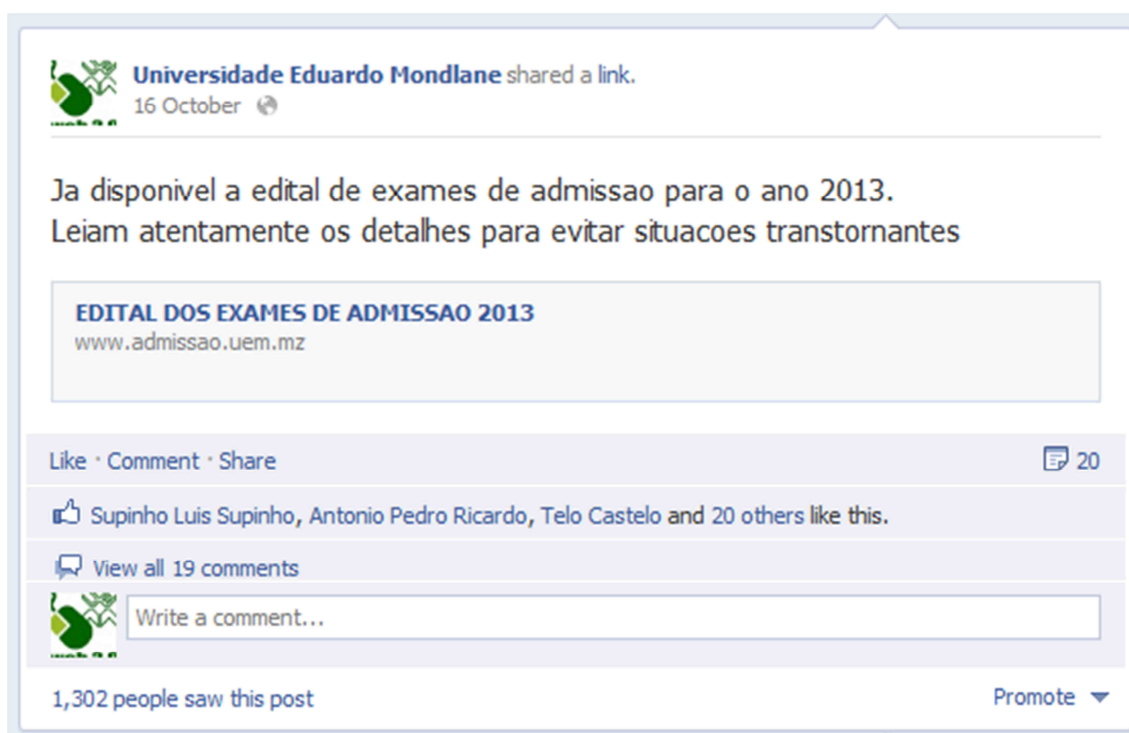 Universidade Eduardo Mondlane shared a link.
16 October
Ja disponivel a edital de exames de admissao para o ano 2013.
Leiam atentamente os detalhes para evitar situacoes transtornantes
EDITAL DOS EXAMES DE ADMISSAO 2013
www.admissao.uem.mz
Like · Comment · Share 20
Supinho Luis Supinho, Antonio Pedro Ricardo, Telo Castelo and 20 others like this.
View all 19 comments
Write a comment...
1,302 people saw this post Promote